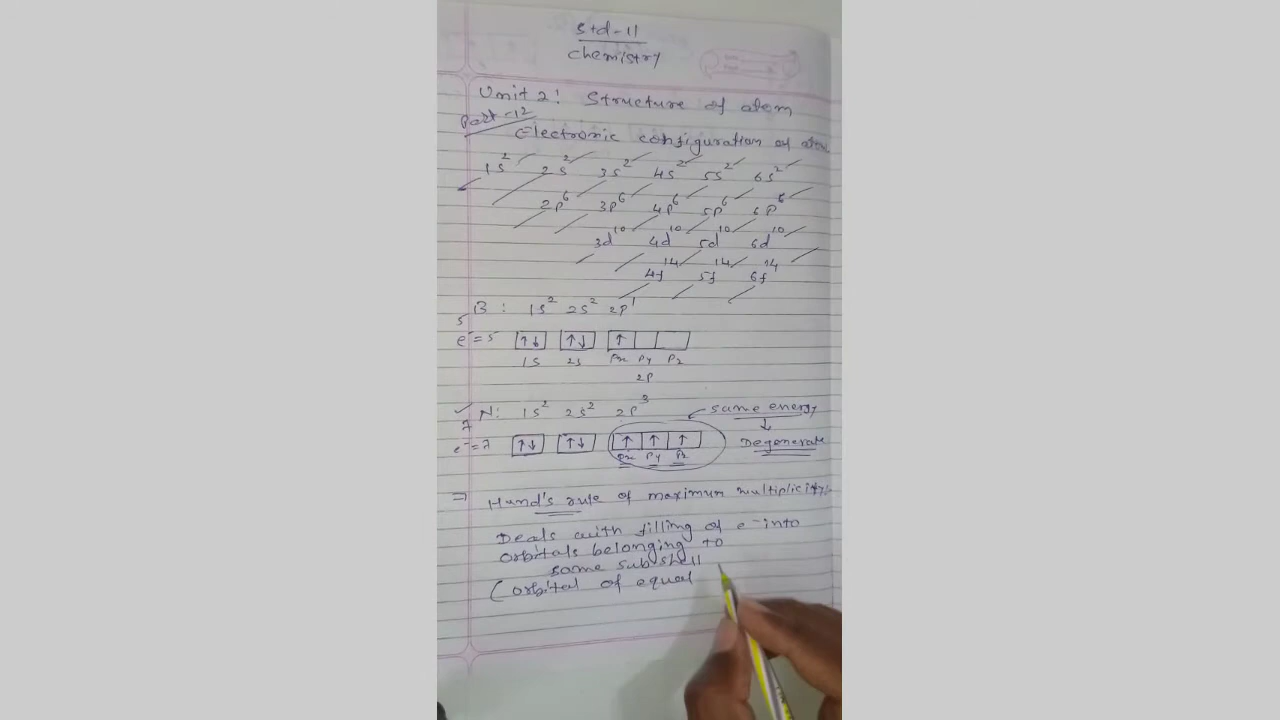 std-11
chemistry
Unit 2: Structure of atom
Part-12
Electronic configuration of atom
1s² 2s² 3s² 4s² 5s² 6s²
2p⁶ 3p⁶ 4p⁶ 5p⁶ 6p⁶
3d¹⁰ 4d¹⁰ 5d¹⁰ 6d¹⁰
4f¹⁴ 5f¹⁴ 6f¹⁴
₅B: 1s² 2s² 2p¹
e⁻=5 ↑↓ ↑↓ ↑
1s 2s Px Py Pz
2p
₇N: 1s² 2s² 2p³ same energy
e⁻=7 ↑↓ ↑↓ ↑ ↑ ↑ Degenerate
Px Py Pz
⇒ Hund's rule of maximum multiplicity:-
Deals with filling of e⁻ into
orbitals belonging to
same subshell
(orbital of equal